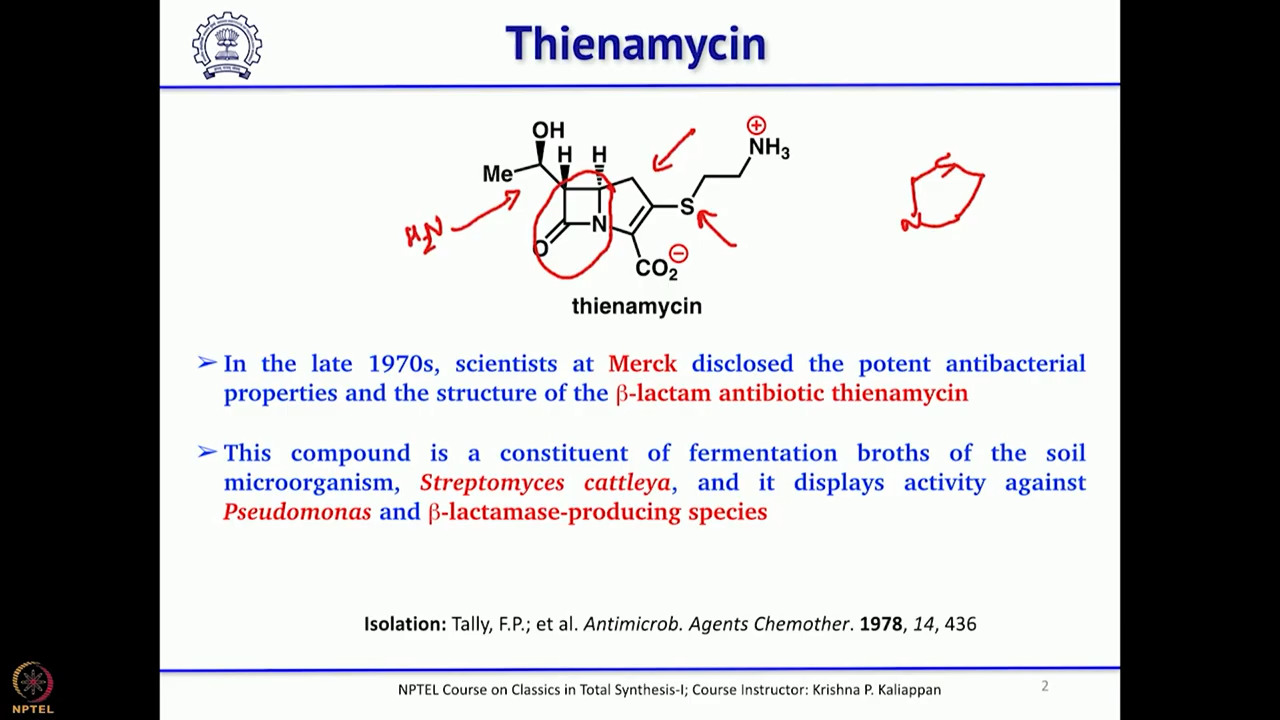 Thienamycin
OH
H H
Me
⊕
NH₃
S
N
O
CO₂
⊖
H₂N
S
N
thienamycin
➢ In the late 1970s, scientists at Merck disclosed the potent antibacterial
properties and the structure of the β-lactam antibiotic thienamycin
➢ This compound is a constituent of fermentation broths of the soil
microorganism, Streptomyces cattleya, and it displays activity against
Pseudomonas and β-lactamase-producing species
Isolation: Tally, F.P.; et al. Antimicrob. Agents Chemother. 1978, 14, 436
NPTEL Course on Classics in Total Synthesis-I; Course Instructor: Krishna P. Kaliappan
2
NPTEL